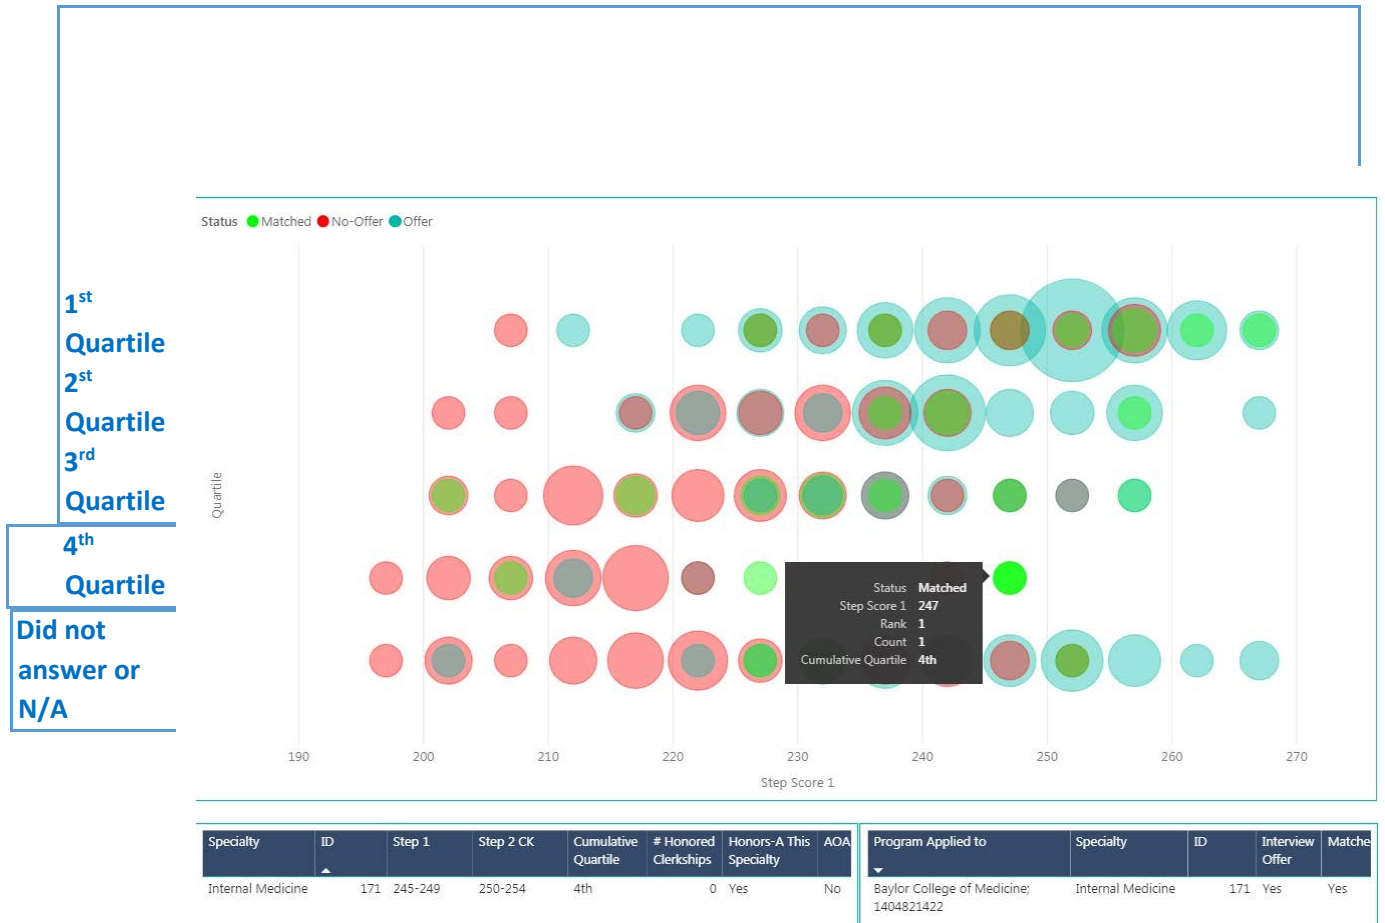 Status Matched No-Offer Offer
1st
Quartile
2st
Quartile
3rd
Quartile
4th
Quartile
Did not
answer or
N/A
Quartile
Status Matched
Step Score 1 247
Rank 1
Count 1
Cumulative Quartile 4th
190 200 210 220 230 240 250 260 270
Step Score 1
Specialty ID Step 1 Step 2 CK Cumulative Quartile # Honored Clerkships Honors-A This Specialty AOA
Internal Medicine 171 245-249 250-254 4th 0 Yes No
Program Applied to Specialty ID Interview Offer Matche
Baylor College of Medicine; Internal Medicine 171 Yes Yes
1404821422